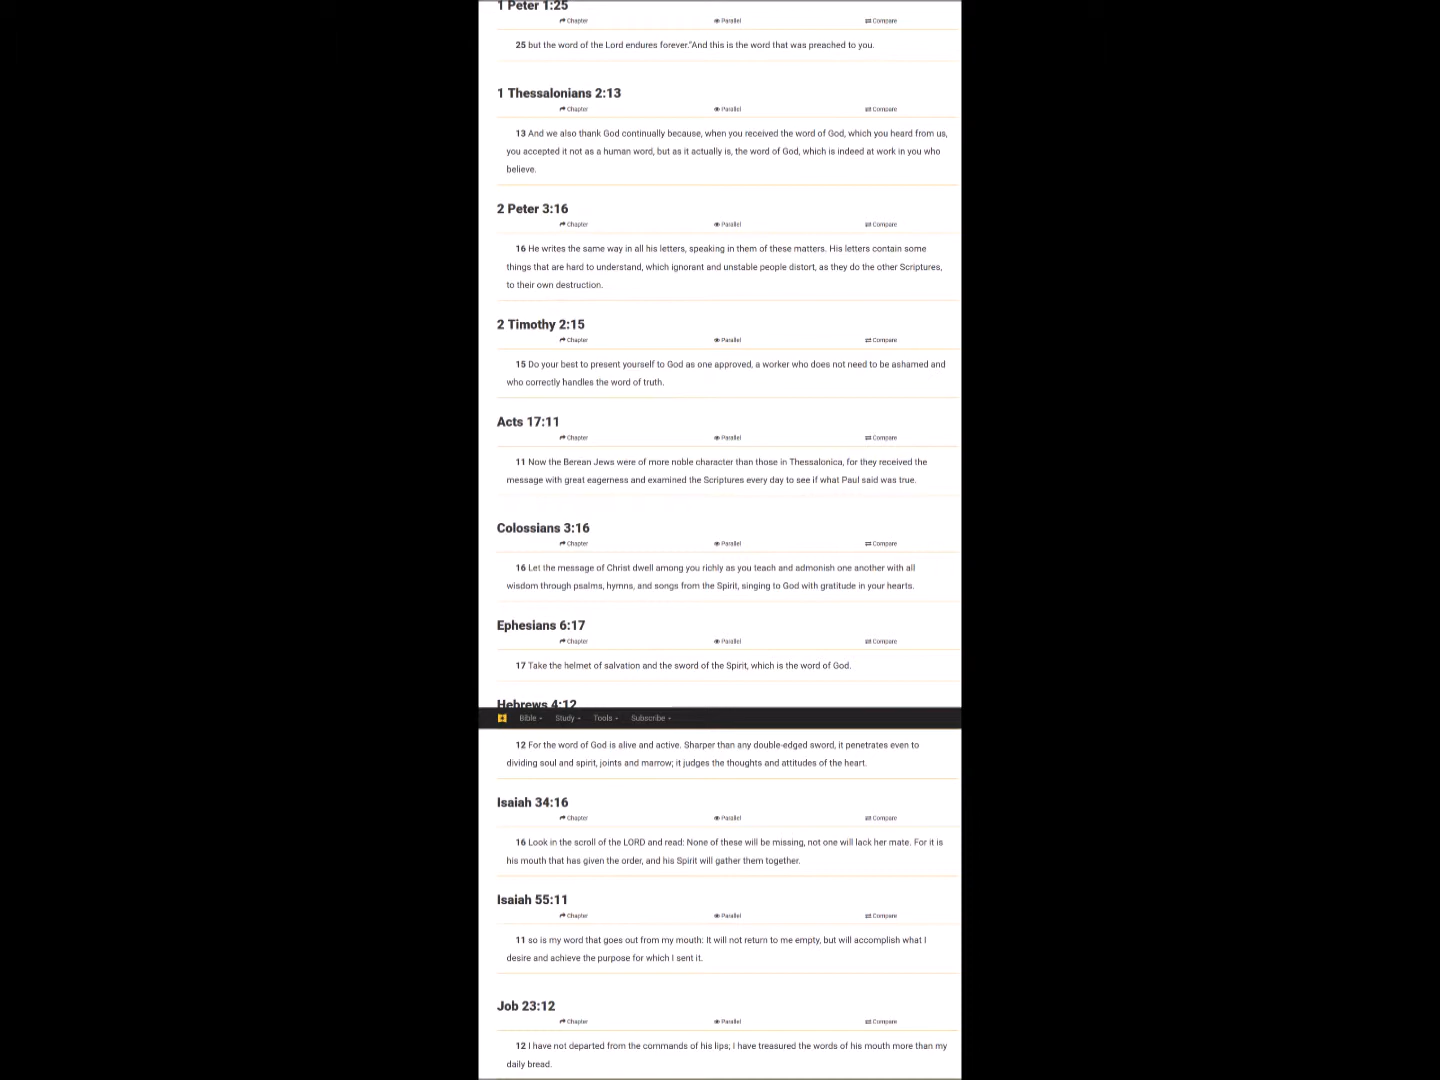 1 Peter 1:25
Chapter Parallel Compare
25 but the word of the Lord endures forever."And this is the word that was preached to you.
1 Thessalonians 2:13
Chapter Parallel Compare
13 And we also thank God continually because, when you received the word of God, which you heard from us,
you accepted it not as a human word, but as it actually is, the word of God, which is indeed at work in you who
believe.
2 Peter 3:16
Chapter Parallel Compare
16 He writes the same way in all his letters, speaking in them of these matters. His letters contain some
things that are hard to understand, which ignorant and unstable people distort, as they do the other Scriptures,
to their own destruction.
2 Timothy 2:15
Chapter Parallel Compare
15 Do your best to present yourself to God as one approved, a worker who does not need to be ashamed and
who correctly handles the word of truth.
Acts 17:11
Chapter Parallel Compare
11 Now the Berean Jews were of more noble character than those in Thessalonica, for they received the
message with great eagerness and examined the Scriptures every day to see if what Paul said was true.
Colossians 3:16
Chapter Parallel Compare
16 Let the message of Christ dwell among you richly as you teach and admonish one another with all
wisdom through psalms, hymns, and songs from the Spirit, singing to God with gratitude in your hearts.
Ephesians 6:17
Chapter Parallel Compare
17 Take the helmet of salvation and the sword of the Spirit, which is the word of God.
Hebrews 4:12
Bible Study Tools Subscribe
12 For the word of God is alive and active. Sharper than any double-edged sword, it penetrates even to
dividing soul and spirit, joints and marrow; it judges the thoughts and attitudes of the heart.
Isaiah 34:16
Chapter Parallel Compare
16 Look in the scroll of the LORD and read: None of these will be missing, not one will lack her mate. For it is
his mouth that has given the order, and his Spirit will gather them together.
Isaiah 55:11
Chapter Parallel Compare
11 so is my word that goes out from my mouth: It will not return to me empty, but will accomplish what I
desire and achieve the purpose for which I sent it.
Job 23:12
Chapter Parallel Compare
12 I have not departed from the commands of his lips; I have treasured the words of his mouth more than my
daily bread.